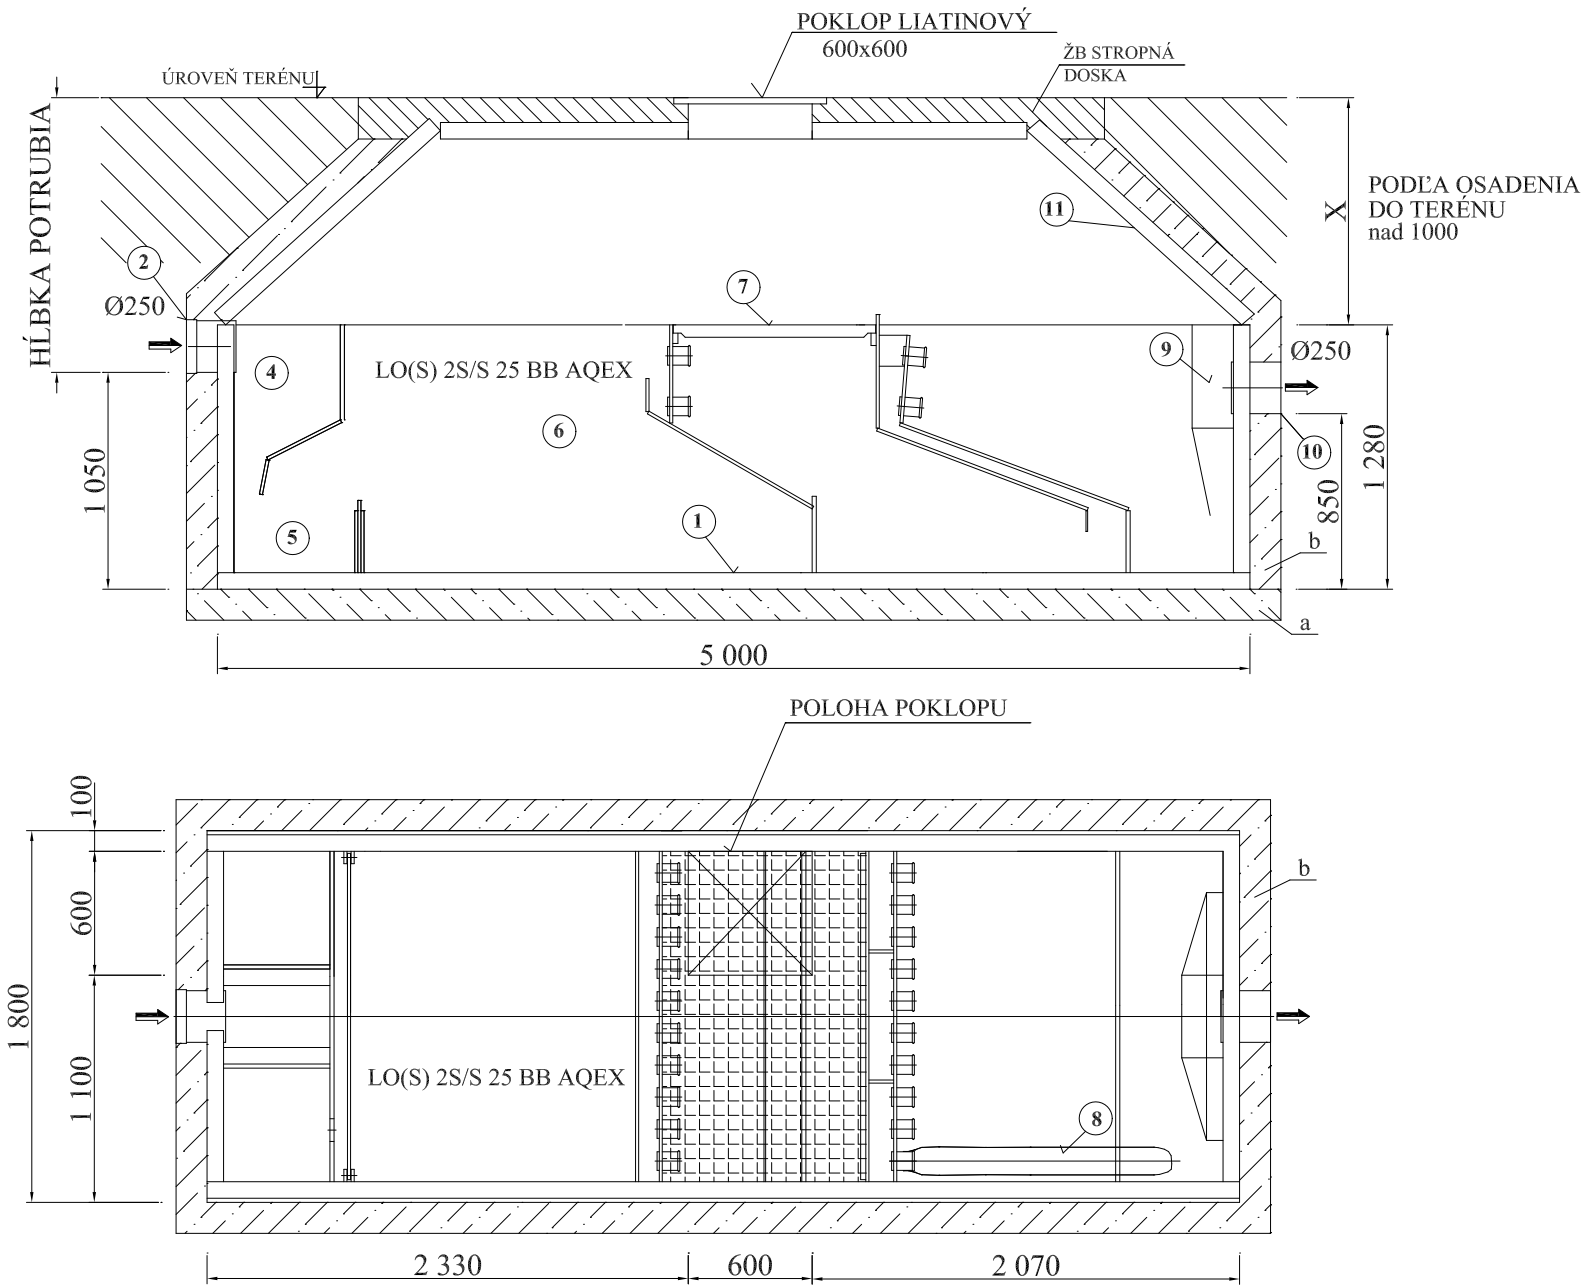 POKLOP LIATINOVÝ
600x600
ŽB STROPNÁ
DOSKA
ÚROVEŇ TERÉNU
HĹBKA POTRUBIA
X
PODĽA OSADENIA
DO TERÉNU
nad 1000
11
2
7
Ø250
9
Ø250
4
LO(S) 2S/S 25 BB AQEX
6
10
1 050
850
1 280
5
1
b
a
5 000
POLOHA POKLOPU
100
600
b
1 800
1 100
LO(S) 2S/S 25 BB AQEX
8
2 330
600
2 070